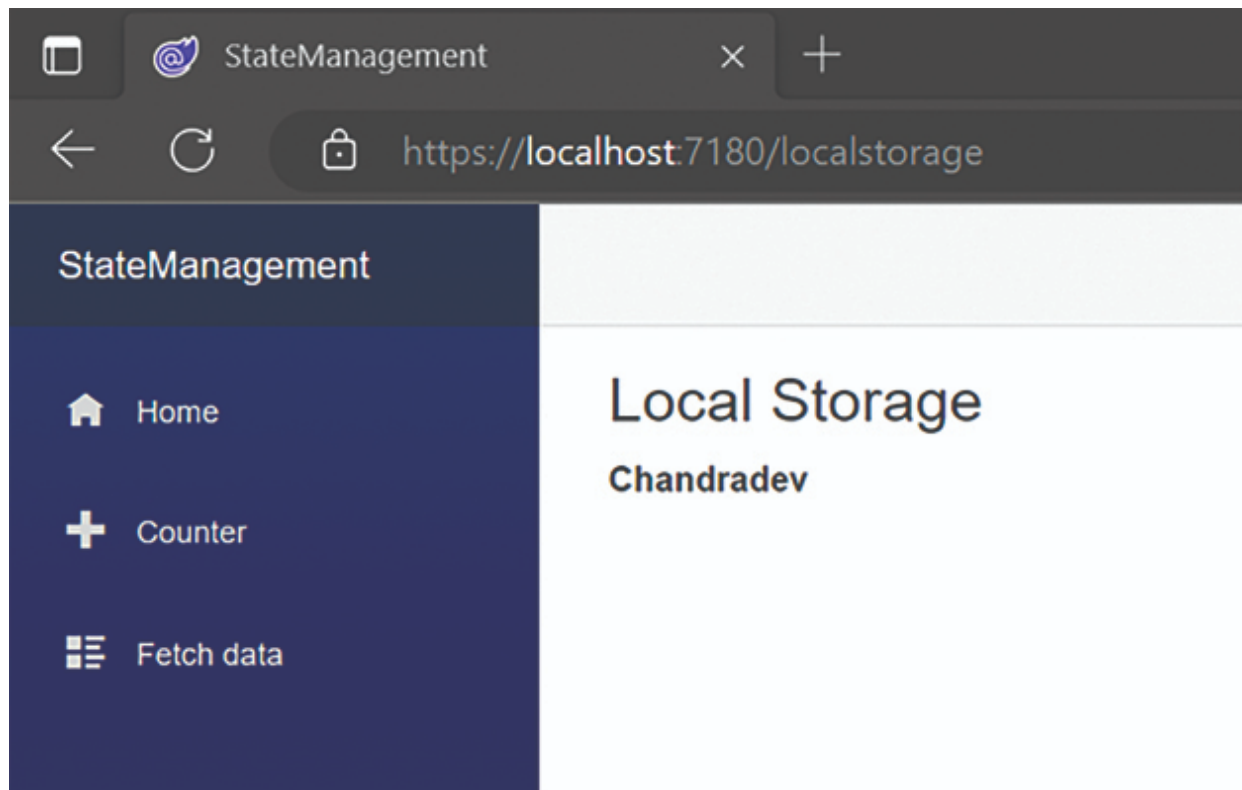 StateManagement
https://localhost:7180/localstorage
StateManagement
Home
Counter
Fetch data
Local Storage
Chandradev